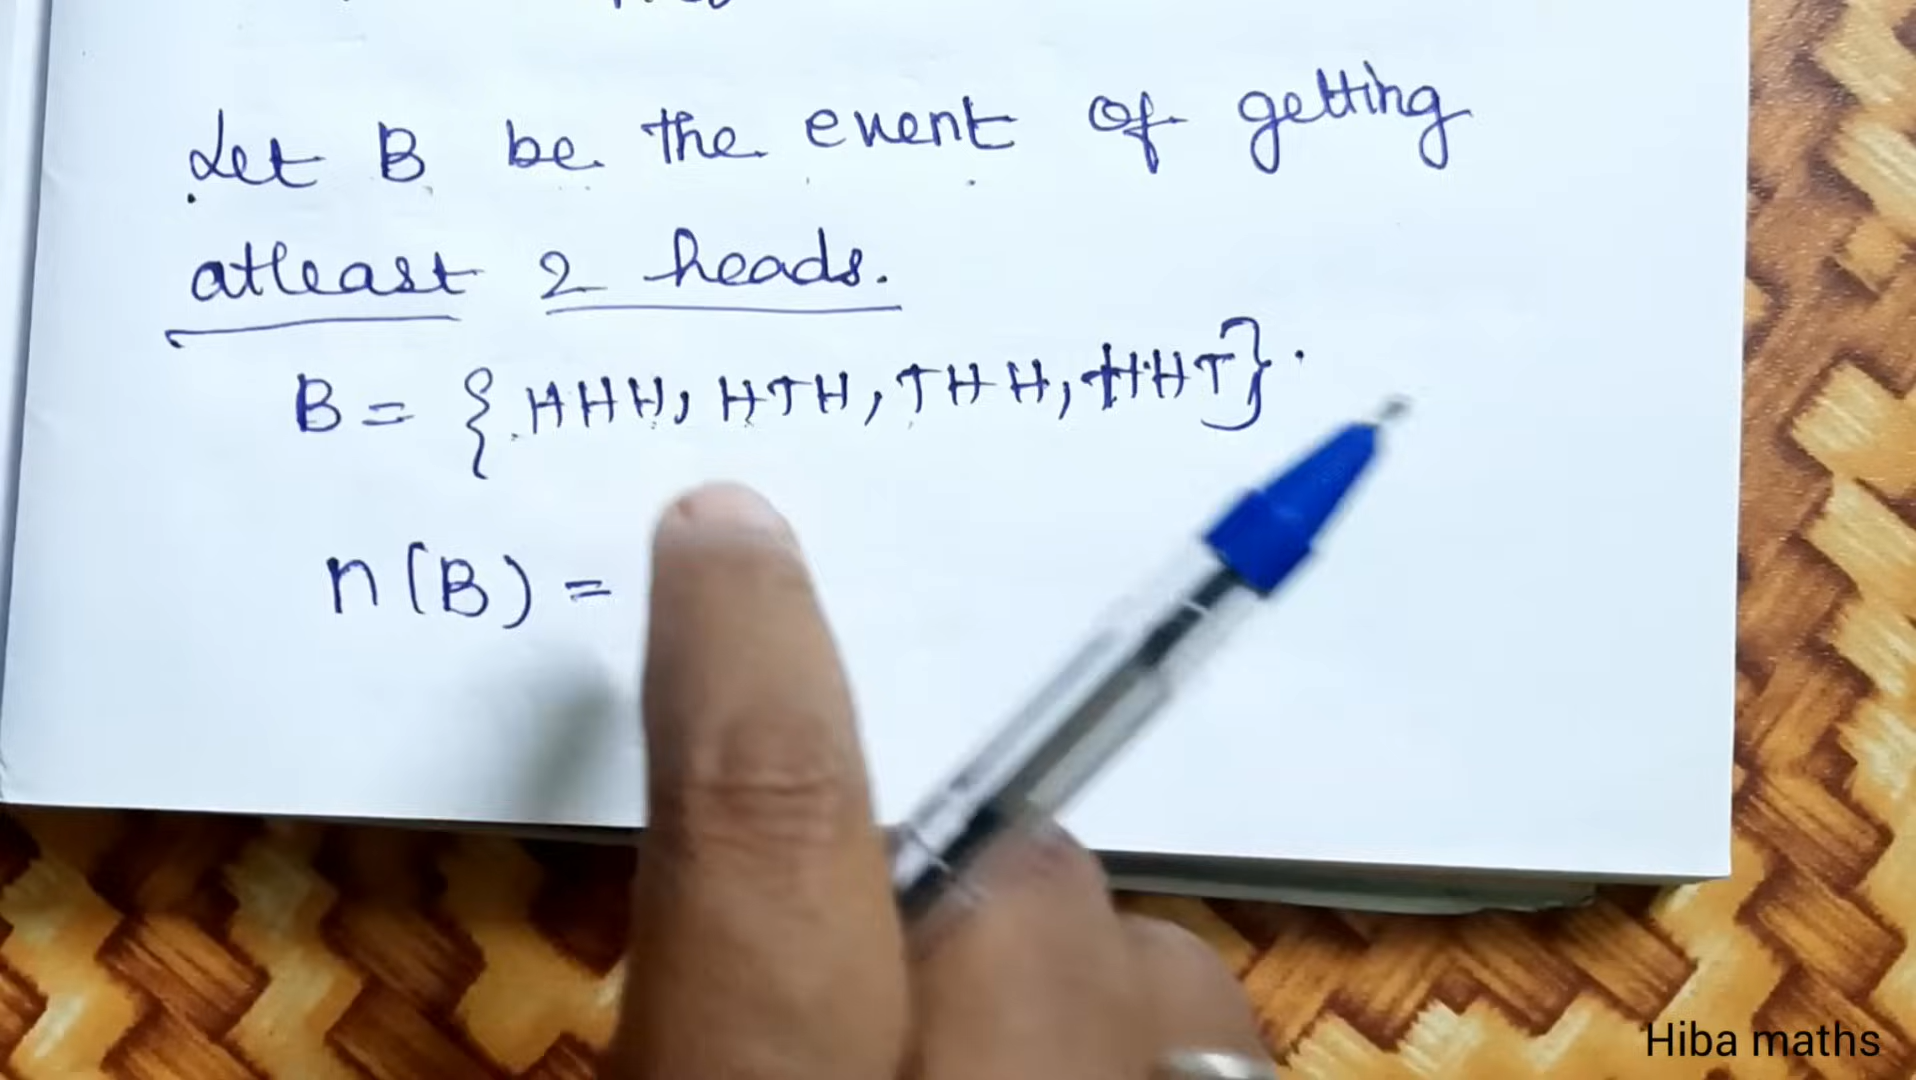 Let B be the event of getting
atleast 2 heads.
B = { HHH, HTH, THH, HHT}.
n(B) =
Hiba maths